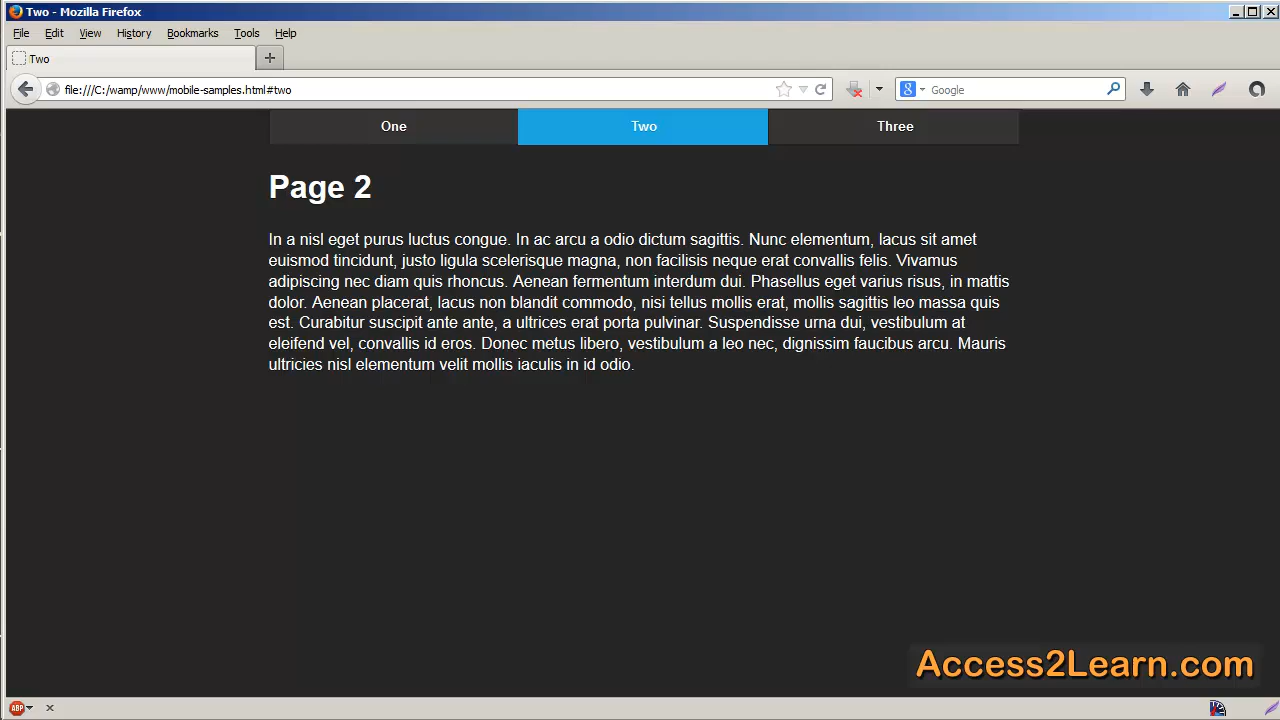 Two - Mozilla Firefox
File Edit View History Bookmarks Tools Help
Two
file:///C:/wamp/www/mobile-samples.html#two
8 Google
One Two Three
Page 2
In a nisl eget purus luctus congue. In ac arcu a odio dictum sagittis. Nunc elementum, lacus sit amet
euismod tincidunt, justo ligula scelerisque magna, non facilisis neque erat convallis felis. Vivamus
adipiscing nec diam quis rhoncus. Aenean fermentum interdum dui. Phasellus eget varius risus, in mattis
dolor. Aenean placerat, lacus non blandit commodo, nisi tellus mollis erat, mollis sagittis leo massa quis
est. Curabitur suscipit ante ante, a ultrices erat porta pulvinar. Suspendisse urna dui, vestibulum at
eleifend vel, convallis id eros. Donec metus libero, vestibulum a leo nec, dignissim faucibus arcu. Mauris
ultricies nisl elementum velit mollis iaculis in id odio.
Access2Learn.com
ABP